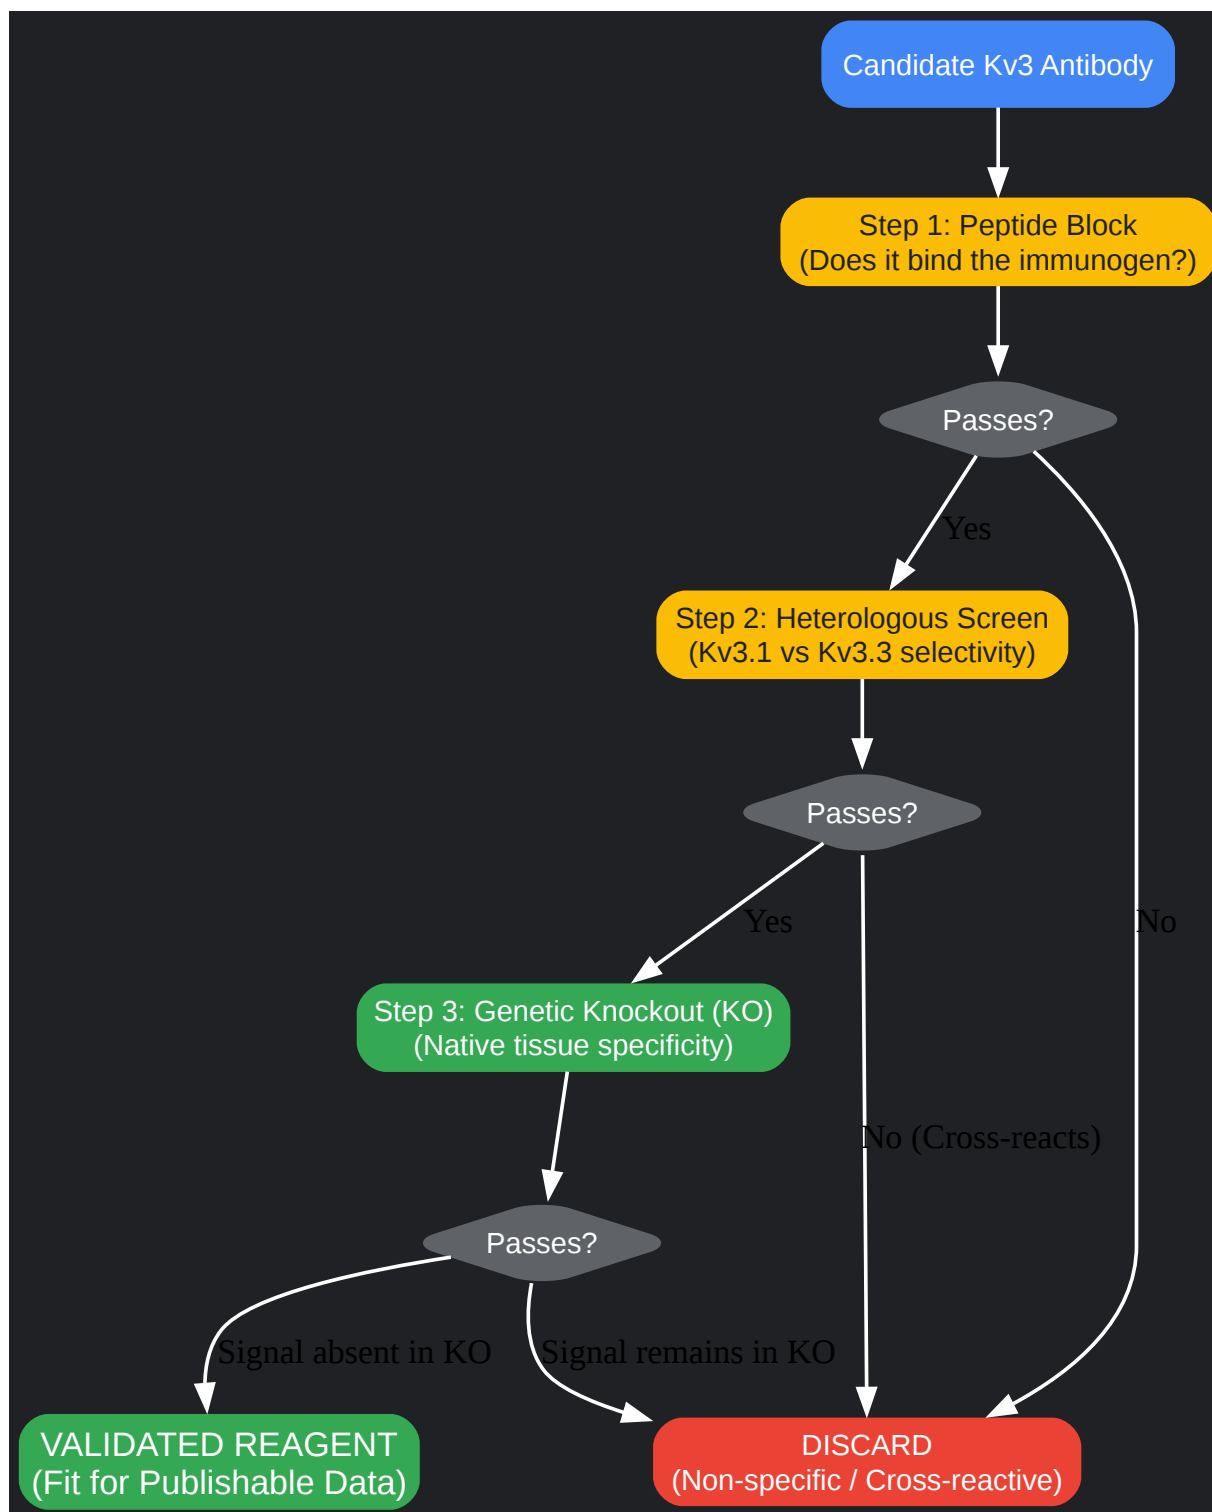 Candidate Kv3 Antibody
Step 1: Peptide Block
(Does it bind the immunogen?)
Passes?
Yes
Step 2: Heterologous Screen
(Kv3.1 vs Kv3.3 selectivity)
Passes?
Yes
No
Step 3: Genetic Knockout (KO)
(Native tissue specificity)
No (Cross-reacts)
Passes?
Signal absent in KO
Signal remains in KO
VALIDATED REAGENT
(Fit for Publishable Data)
DISCARD
(Non-specific / Cross-reactive)